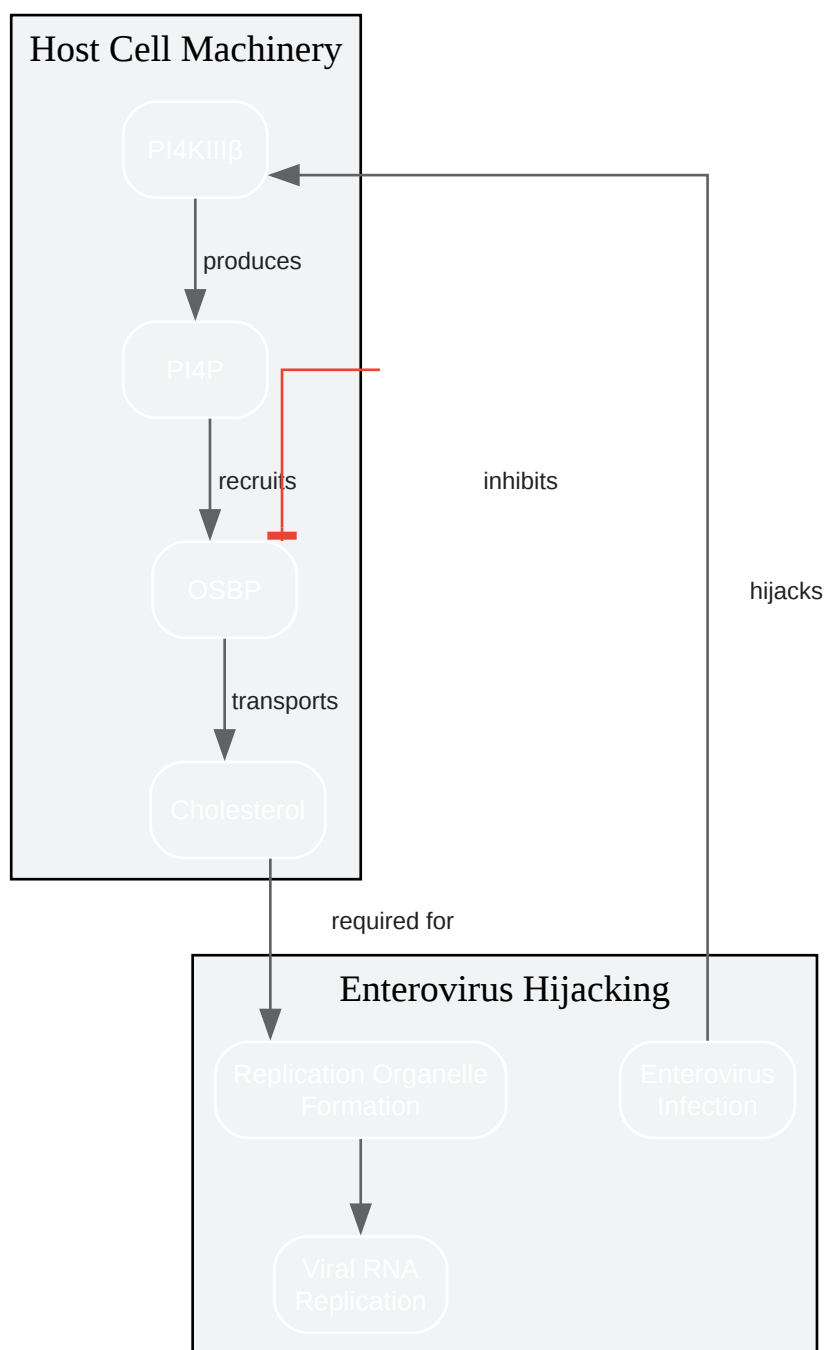 Host Cell Machinery
PI4KIIIβ
produces
PI4P
recruits
inhibits
OSBP
hijacks
transports
Cholesterol
required for
Enterovirus Hijacking
Replication Organelle
Formation
Enterovirus
Infection
Viral RNA
Replication